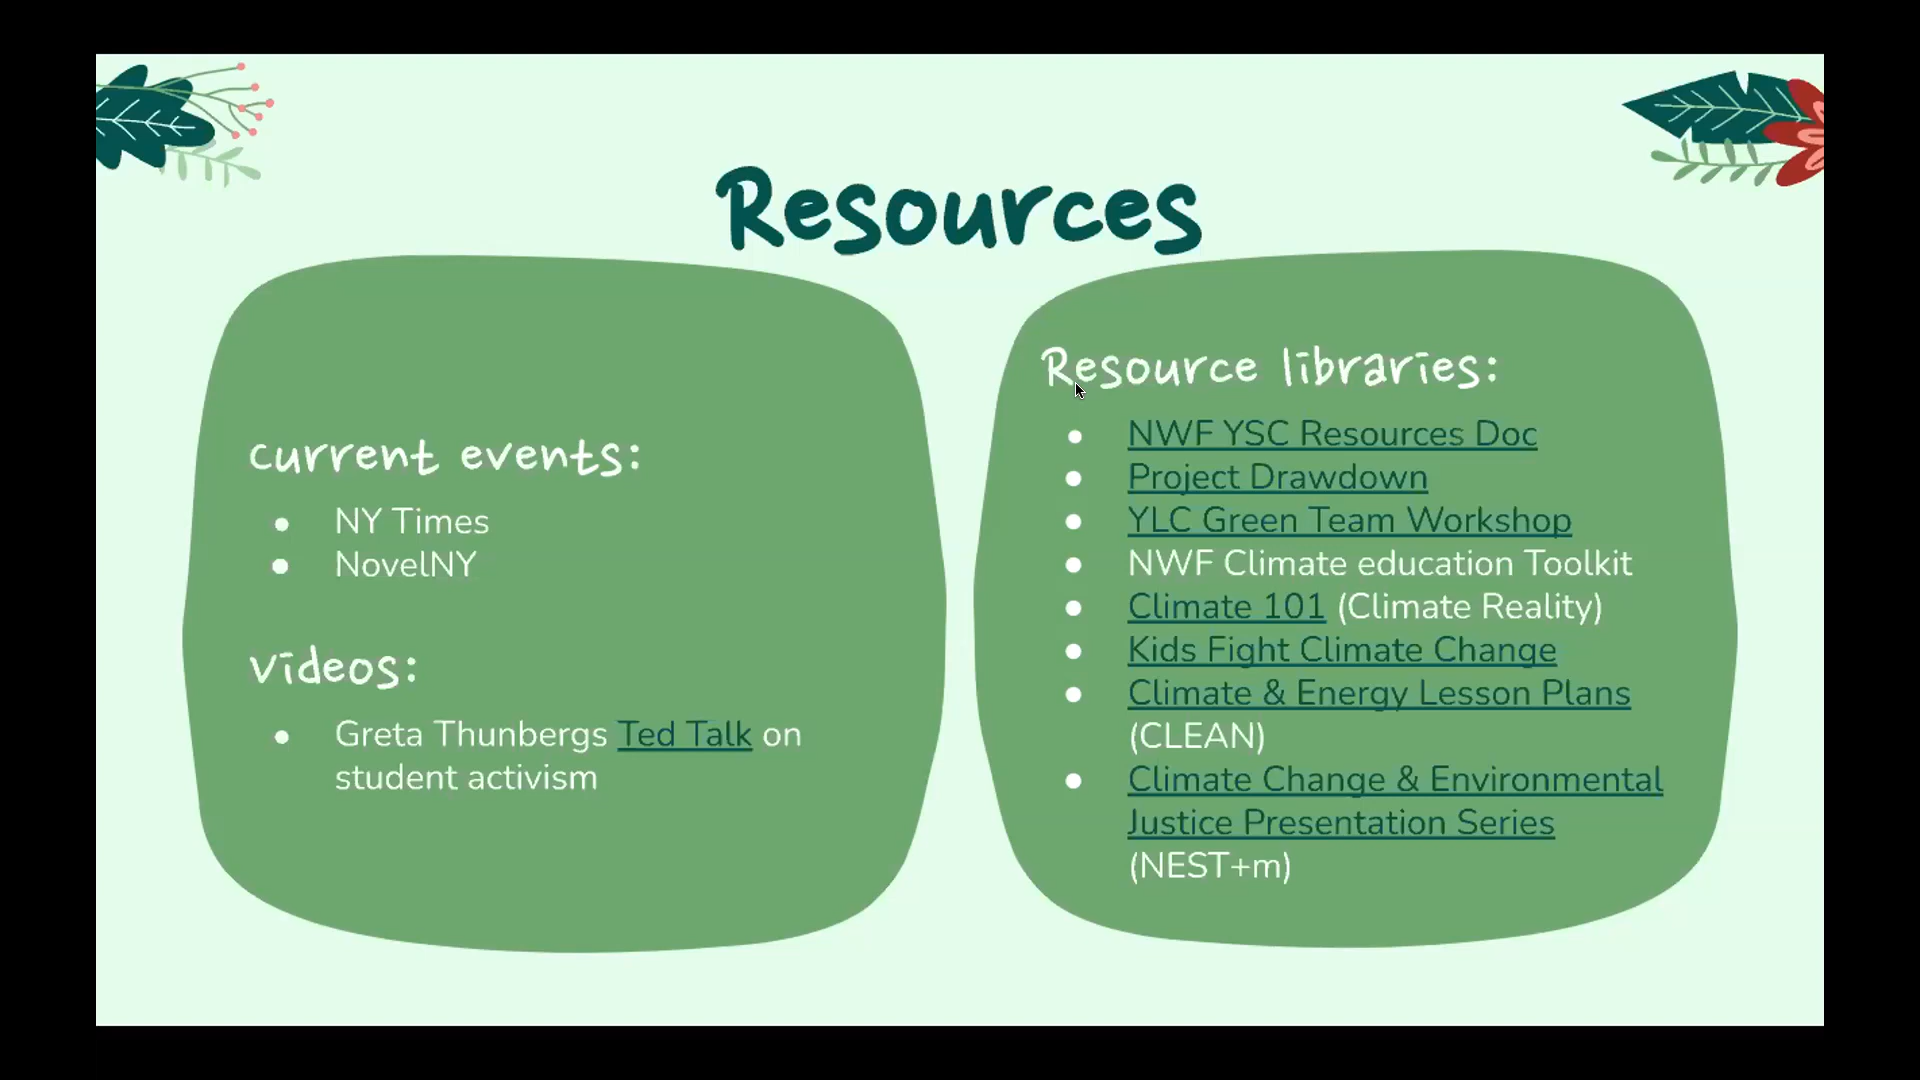 Resources
current events:
NY Times
NovelNY
videos:
Greta Thunbergs Ted Talk on
student activism
Resource libraries:
NWF YSC Resources Doc
Project Drawdown
YLC Green Team Workshop
NWF Climate education Toolkit
Climate 101 (Climate Reality)
Kids Fight Climate Change
Climate & Energy Lesson Plans
(CLEAN)
Climate Change & Environmental
Justice Presentation Series
(NEST+m)